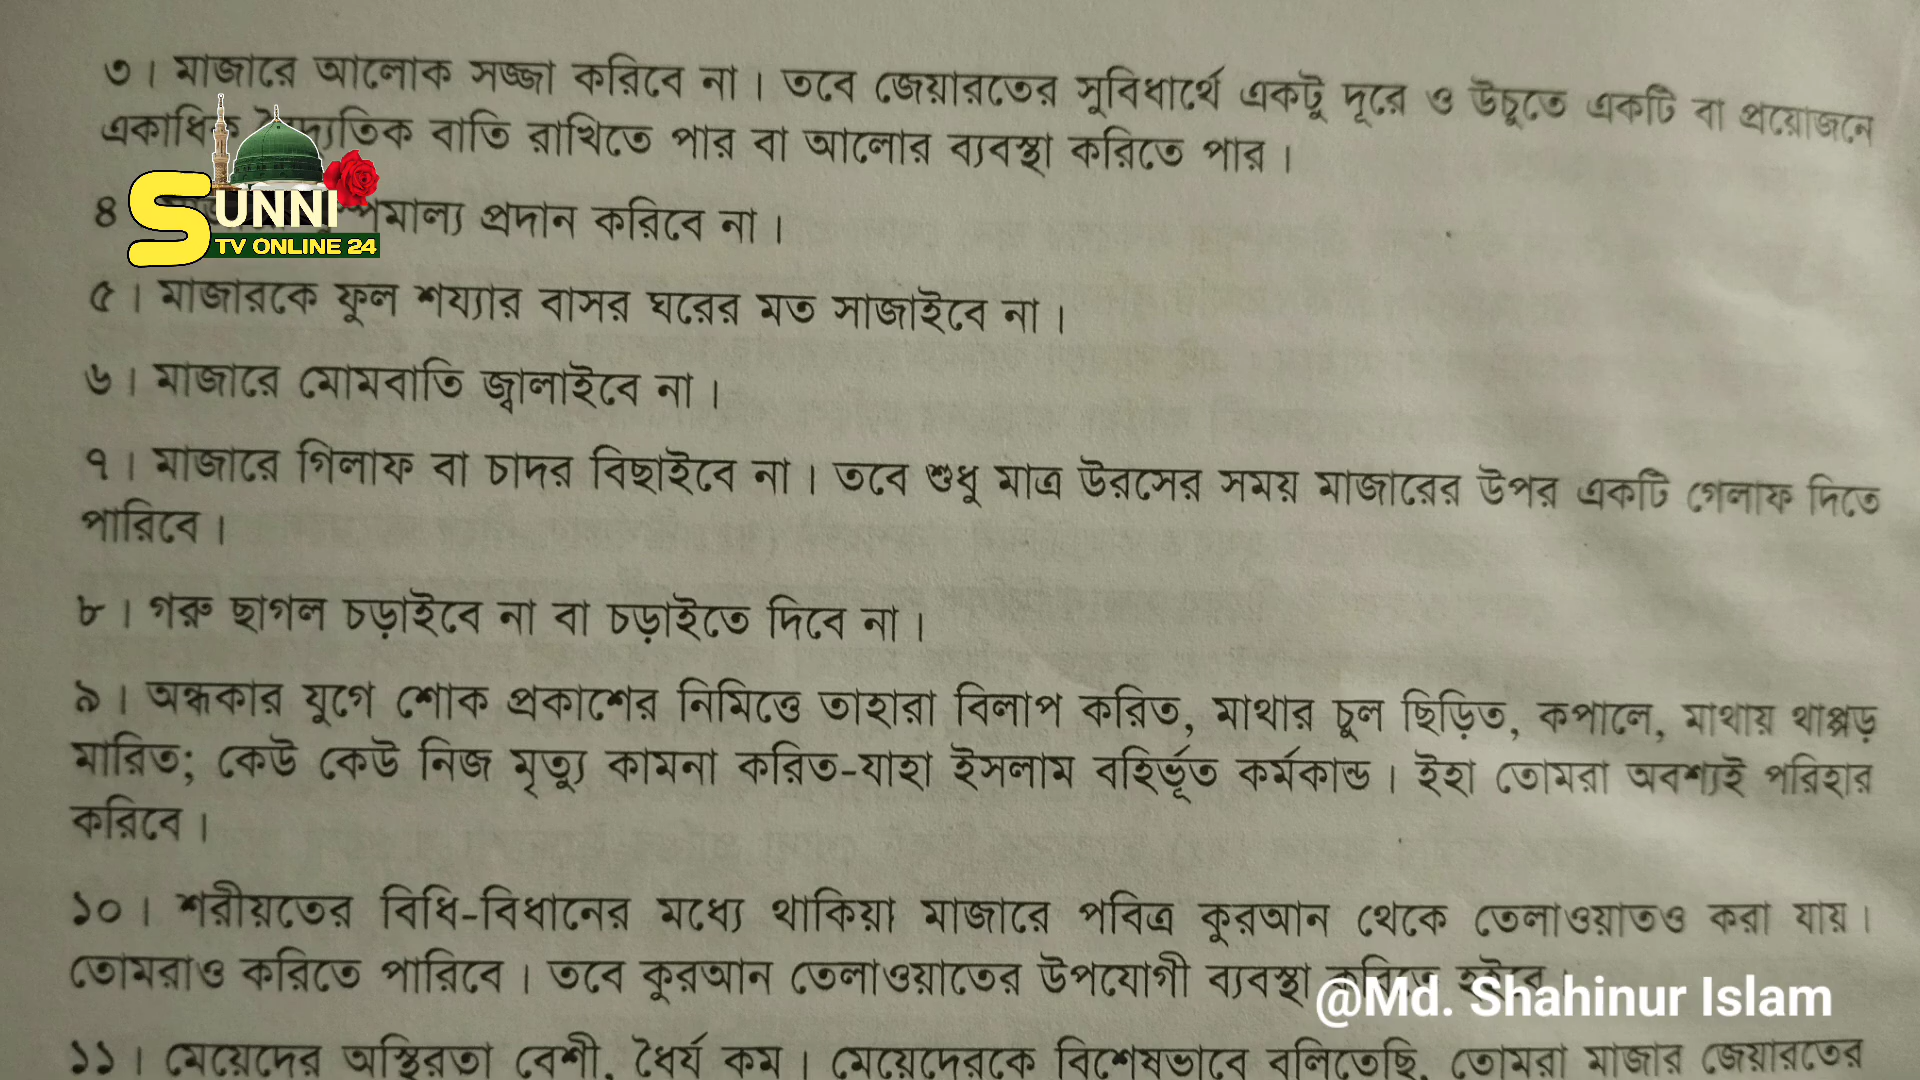 ৩। মাজারে আলোক সজ্জা করিবে না। তবে জেয়ারতের সুবিধার্থে একটু দূরে ও উচুতে একটি বা প্রয়োজনে
একাধিক বৈদ্যুতিক বাতি রাখিতে পার বা আলোর ব্যবস্থা করিতে পার।
৪ মাল্য প্রদান করিবে না।
SUNNI
TV ONLINE 24
৫। মাজারকে ফুল শয্যার বাসর ঘরের মত সাজাইবে না।
৬। মাজারে মোমবাতি জ্বালাইবে না।
৭। মাজারে গিলাফ বা চাদর বিছাইবে না। তবে শুধু মাত্র উরসের সময় মাজারের উপর একটি গেলাফ দিতে
পারিবে।
৮। গরু ছাগল চড়াইবে না বা চড়াইতে দিবে না।
৯। অন্ধকার যুগে শোক প্রকাশের নিমিত্তে তাহারা বিলাপ করিত, মাথার চুল ছিড়িত, কপালে, মাথায় থাপ্পড়
মারিত; কেউ কেউ নিজ মৃত্যু কামনা করিত-যাহা ইসলাম বহির্ভূত কর্মকান্ড। ইহা তোমরা অবশ্যই পরিহার
করিবে।
১০। শরীয়তের বিধি-বিধানের মধ্যে থাকিয়া মাজারে পবিত্র কুরআন থেকে তেলাওয়াতও করা যায়।
তোমরাও করিতে পারিবে। তবে কুরআন তেলাওয়াতের উপযোগী ব্যবস্থা করিতে হইবে।
@Md. Shahinur Islam
১১। মেয়েদের অস্থিরতা বেশী, ধৈর্য কম। মেয়েদেরকে বিশেষভাবে বলিতেছি, তোমরা মাজার জেয়ারতের